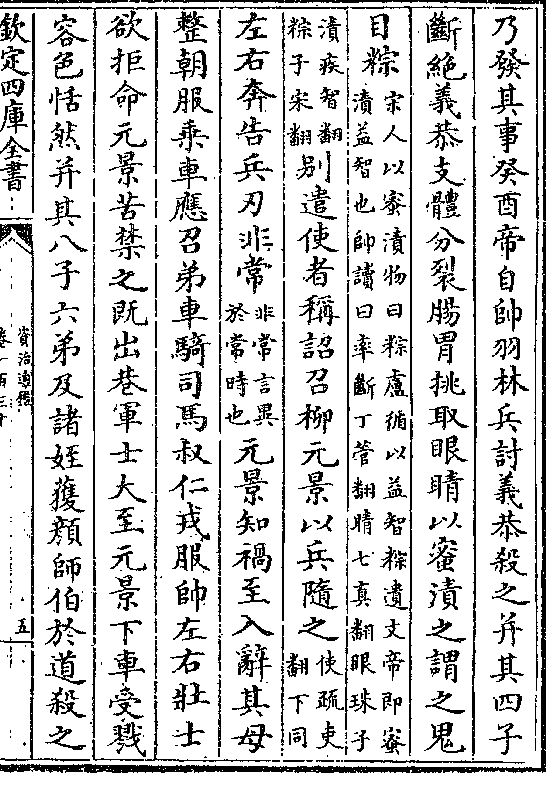 乃發其事癸酉帝自帥羽林兵討義恭殺之并其四子
斷絶義恭支體分裂腸胃挑取眼睛以蜜漬之謂之鬼
目粽宋人以蜜漬物曰粽盧循以益智粽遺文帝即蜜
漬益智也帥讀曰率斷丁管翻睛七真翻眼珠子
漬疾智翻
粽子宋翻别遣使者稱詔召柳元景以兵隨之使疏吏
翻下同
左右奔告兵刃非常非常言異
於常時也元景知禍至入辭其母
整朝服乘車應召弟車騎司馬叔仁戎服帥左右壯士
欲拒命元景苦禁之既出巷軍士大至元景下車受戮
容色恬然并其八子六弟及諸姪獲顔師伯於道殺之
欽定四庫全書
資治通鑑
卷一百三十
五